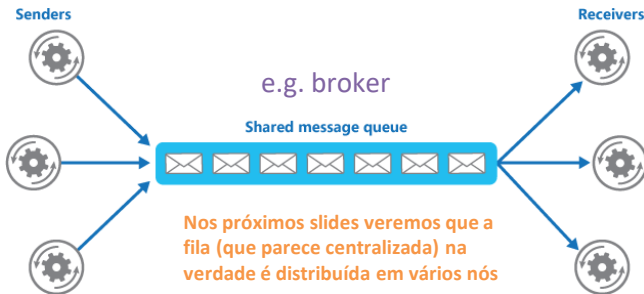 Senders
Receivers
e.g. broker
Shared message queue
Nos próximos slides veremos que a
fila (que parece centralizada) na
verdade é distribuída em vários nós